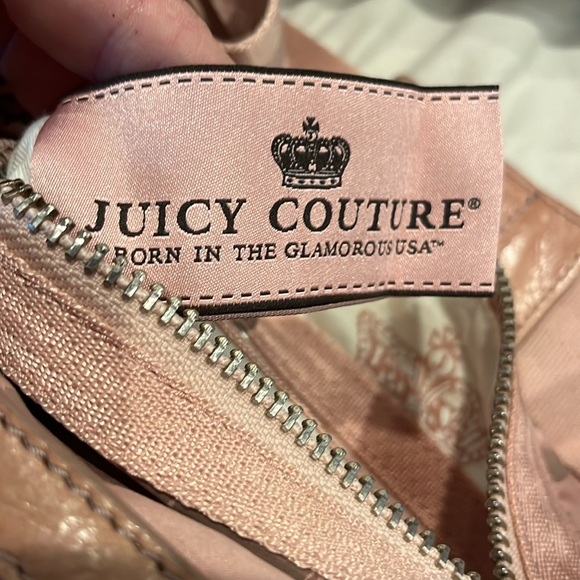 JUICY COUTURE®
BORN IN THE GLAMOROUS USA™